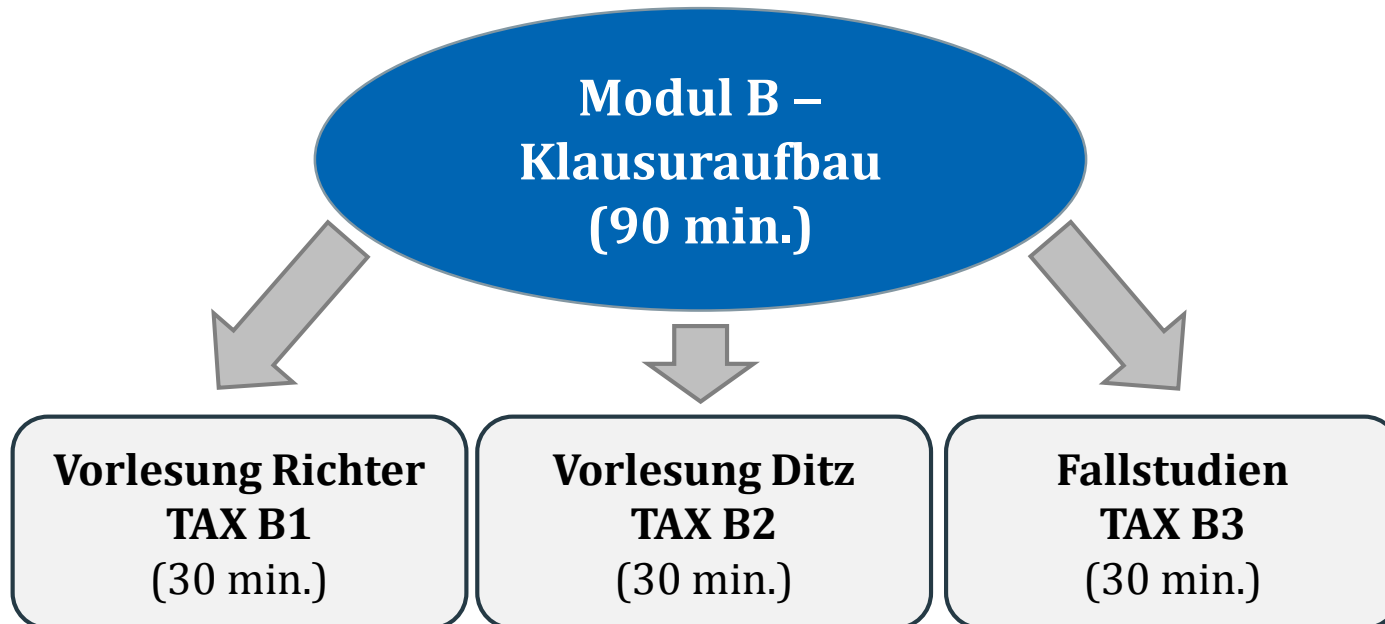 Modul B –
Klausuraufbau
(90 min.)
Vorlesung Richter
TAX B1
(30 min.)
Vorlesung Ditz
TAX B2
(30 min.)
Fallstudien
TAX B3
(30 min.)